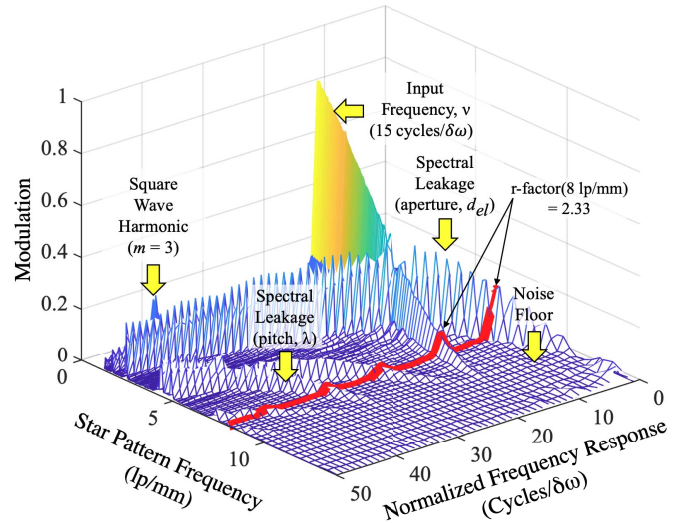 1
0.8
0.6
0.4
0.2
0
Modulation
Input
Frequency, ν
(15 cycles/δω)
Spectral
Leakage
(aperture, d_el)
r-factor(8 lp/mm)
= 2.33
Square
Wave
Harmonic
(m = 3)
Spectral
Leakage
(pitch, λ)
Noise
Floor
0
5
10
Star Pattern Frequency
(lp/mm)
50
40
30
20
10
0
Normalized Frequency Response
(Cycles/δω)